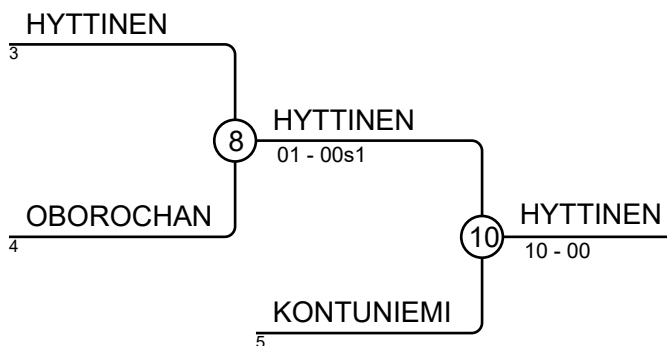 HYTTINEN
3
8
HYTTINEN
01 - 00s1
OBOROCHAN
4
10
HYTTINEN
10 - 00
KONTUNIEMI
5